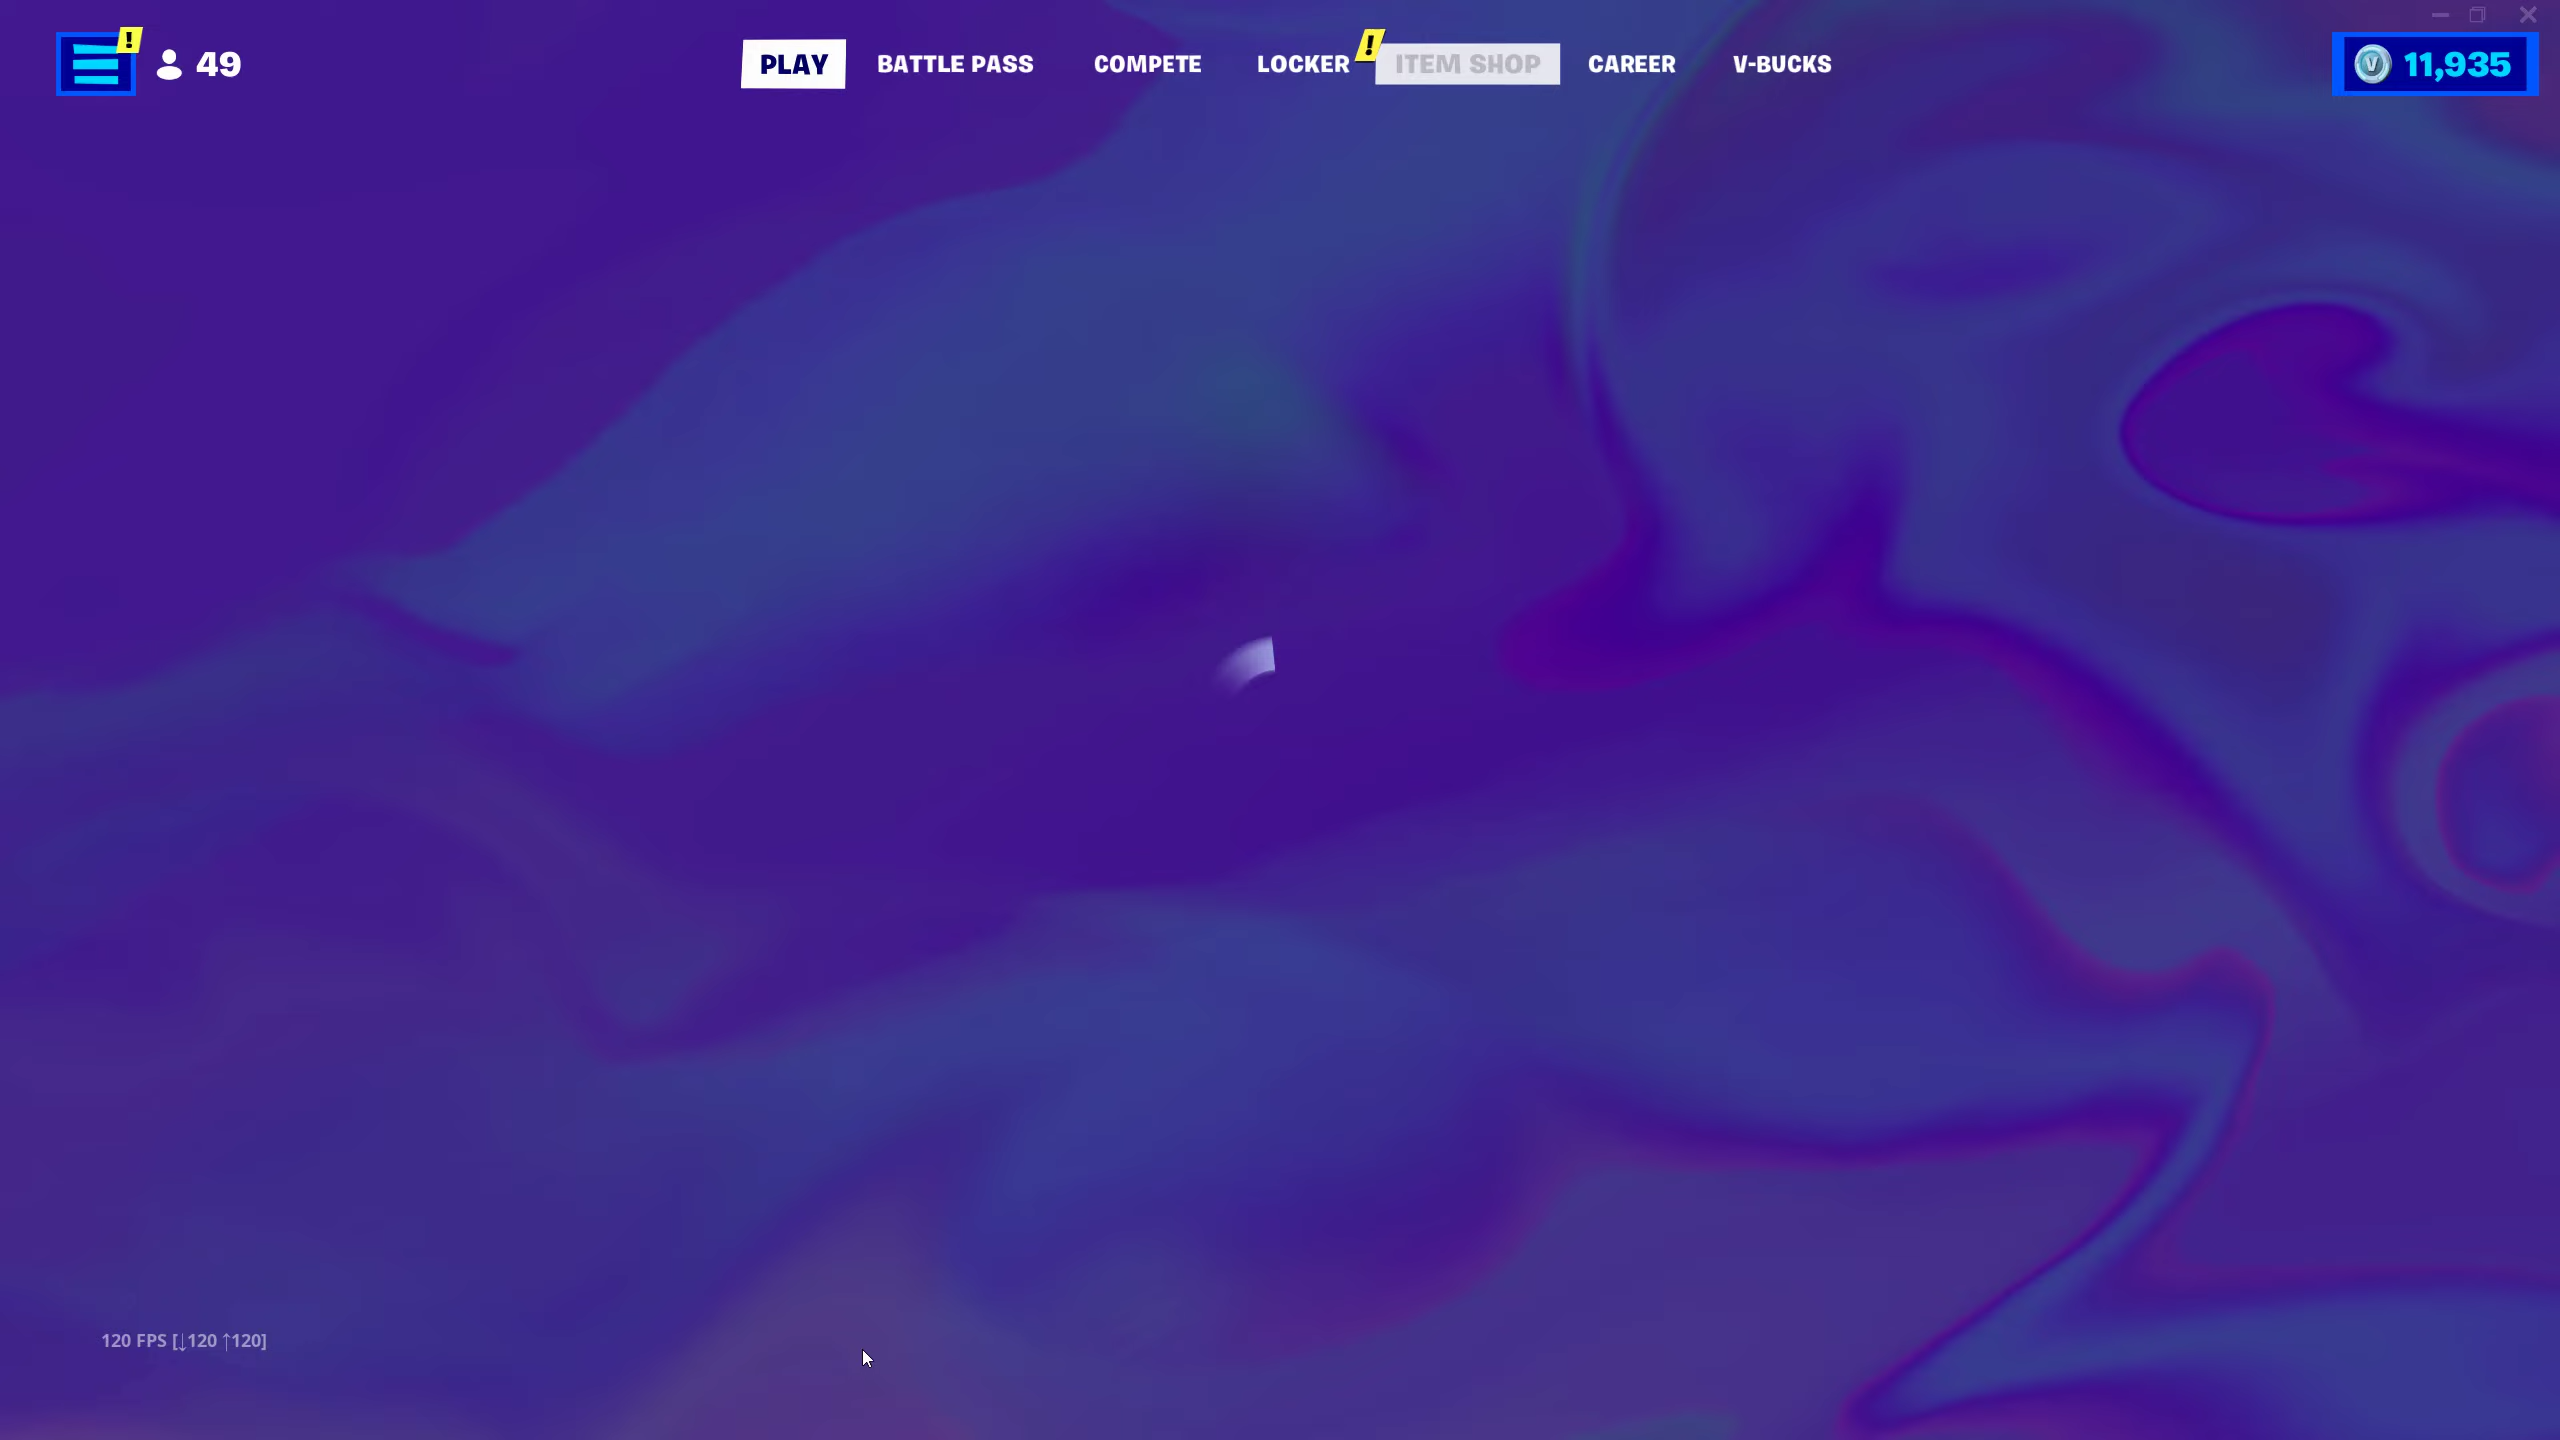 !
49
PLAY
BATTLE PASS
COMPETE
LOCKER
!
ITEM SHOP
CAREER
V-BUCKS
V
11,935
120 FPS [↓120 ↑120]